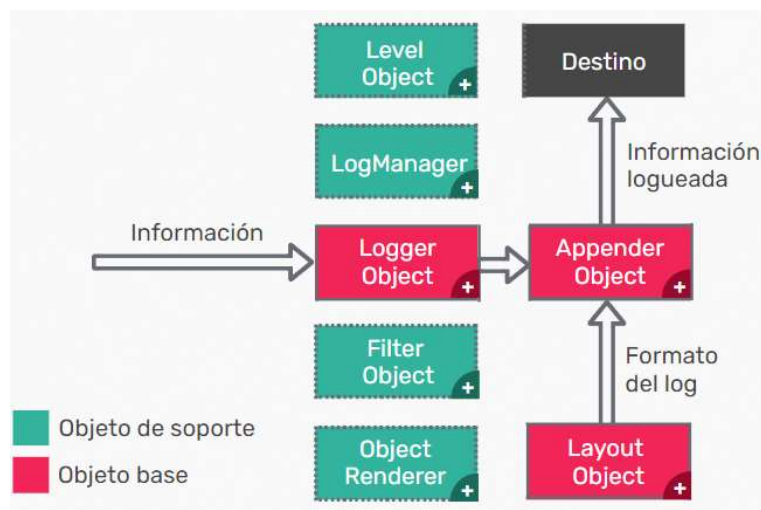 Level
Object
+
Destino
LogManager
+
Información
logueada
Información
Logger
Object
+
Appender
Object
+
Filter
Object
+
Formato
del log
Objeto de soporte
Objeto base
Object
Renderer
+
Layout
Object
+